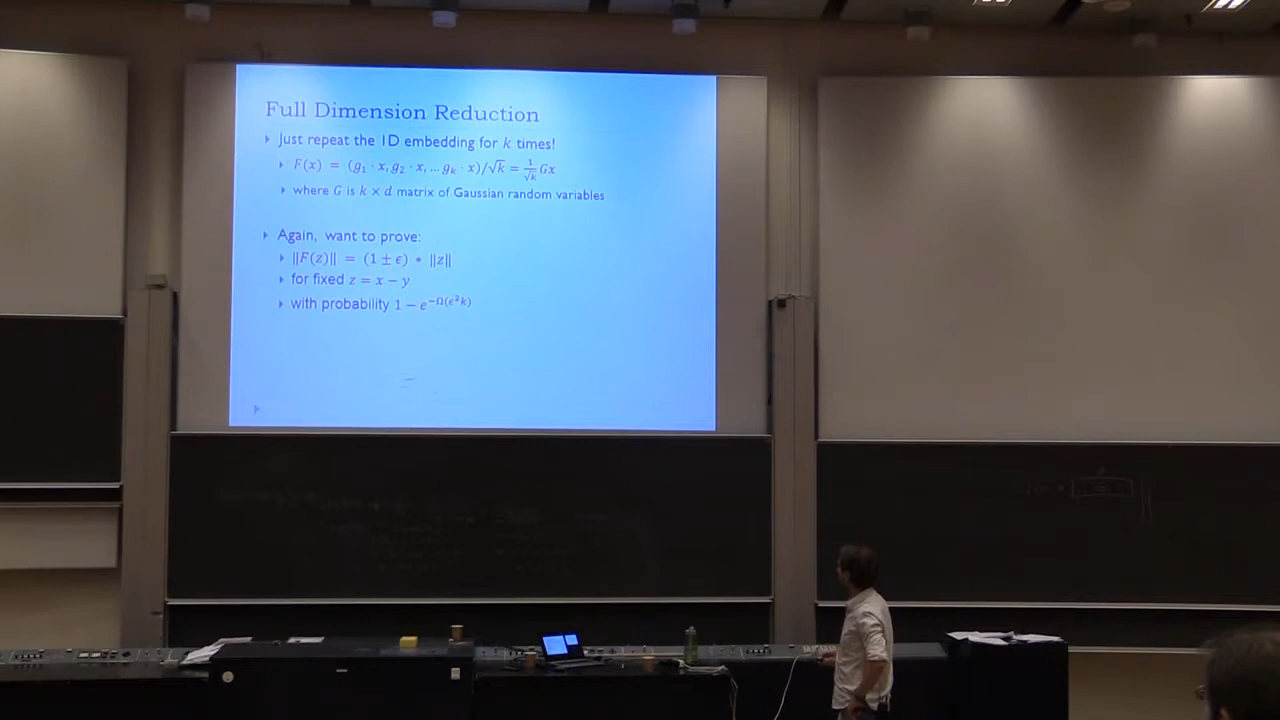 Full Dimension Reduction
Just repeat the 1D embedding for k times!
F(x) = (g₁ · x, g₂ · x, … gₖ · x)/√k = 1/√k Gx
where G is k × d matrix of Gaussian random variables
Again, want to prove:
‖F(z)‖ = (1 ± ϵ) ∗ ‖z‖
for fixed z = x − y
with probability 1 − e^{−Ω(ϵ²k)}